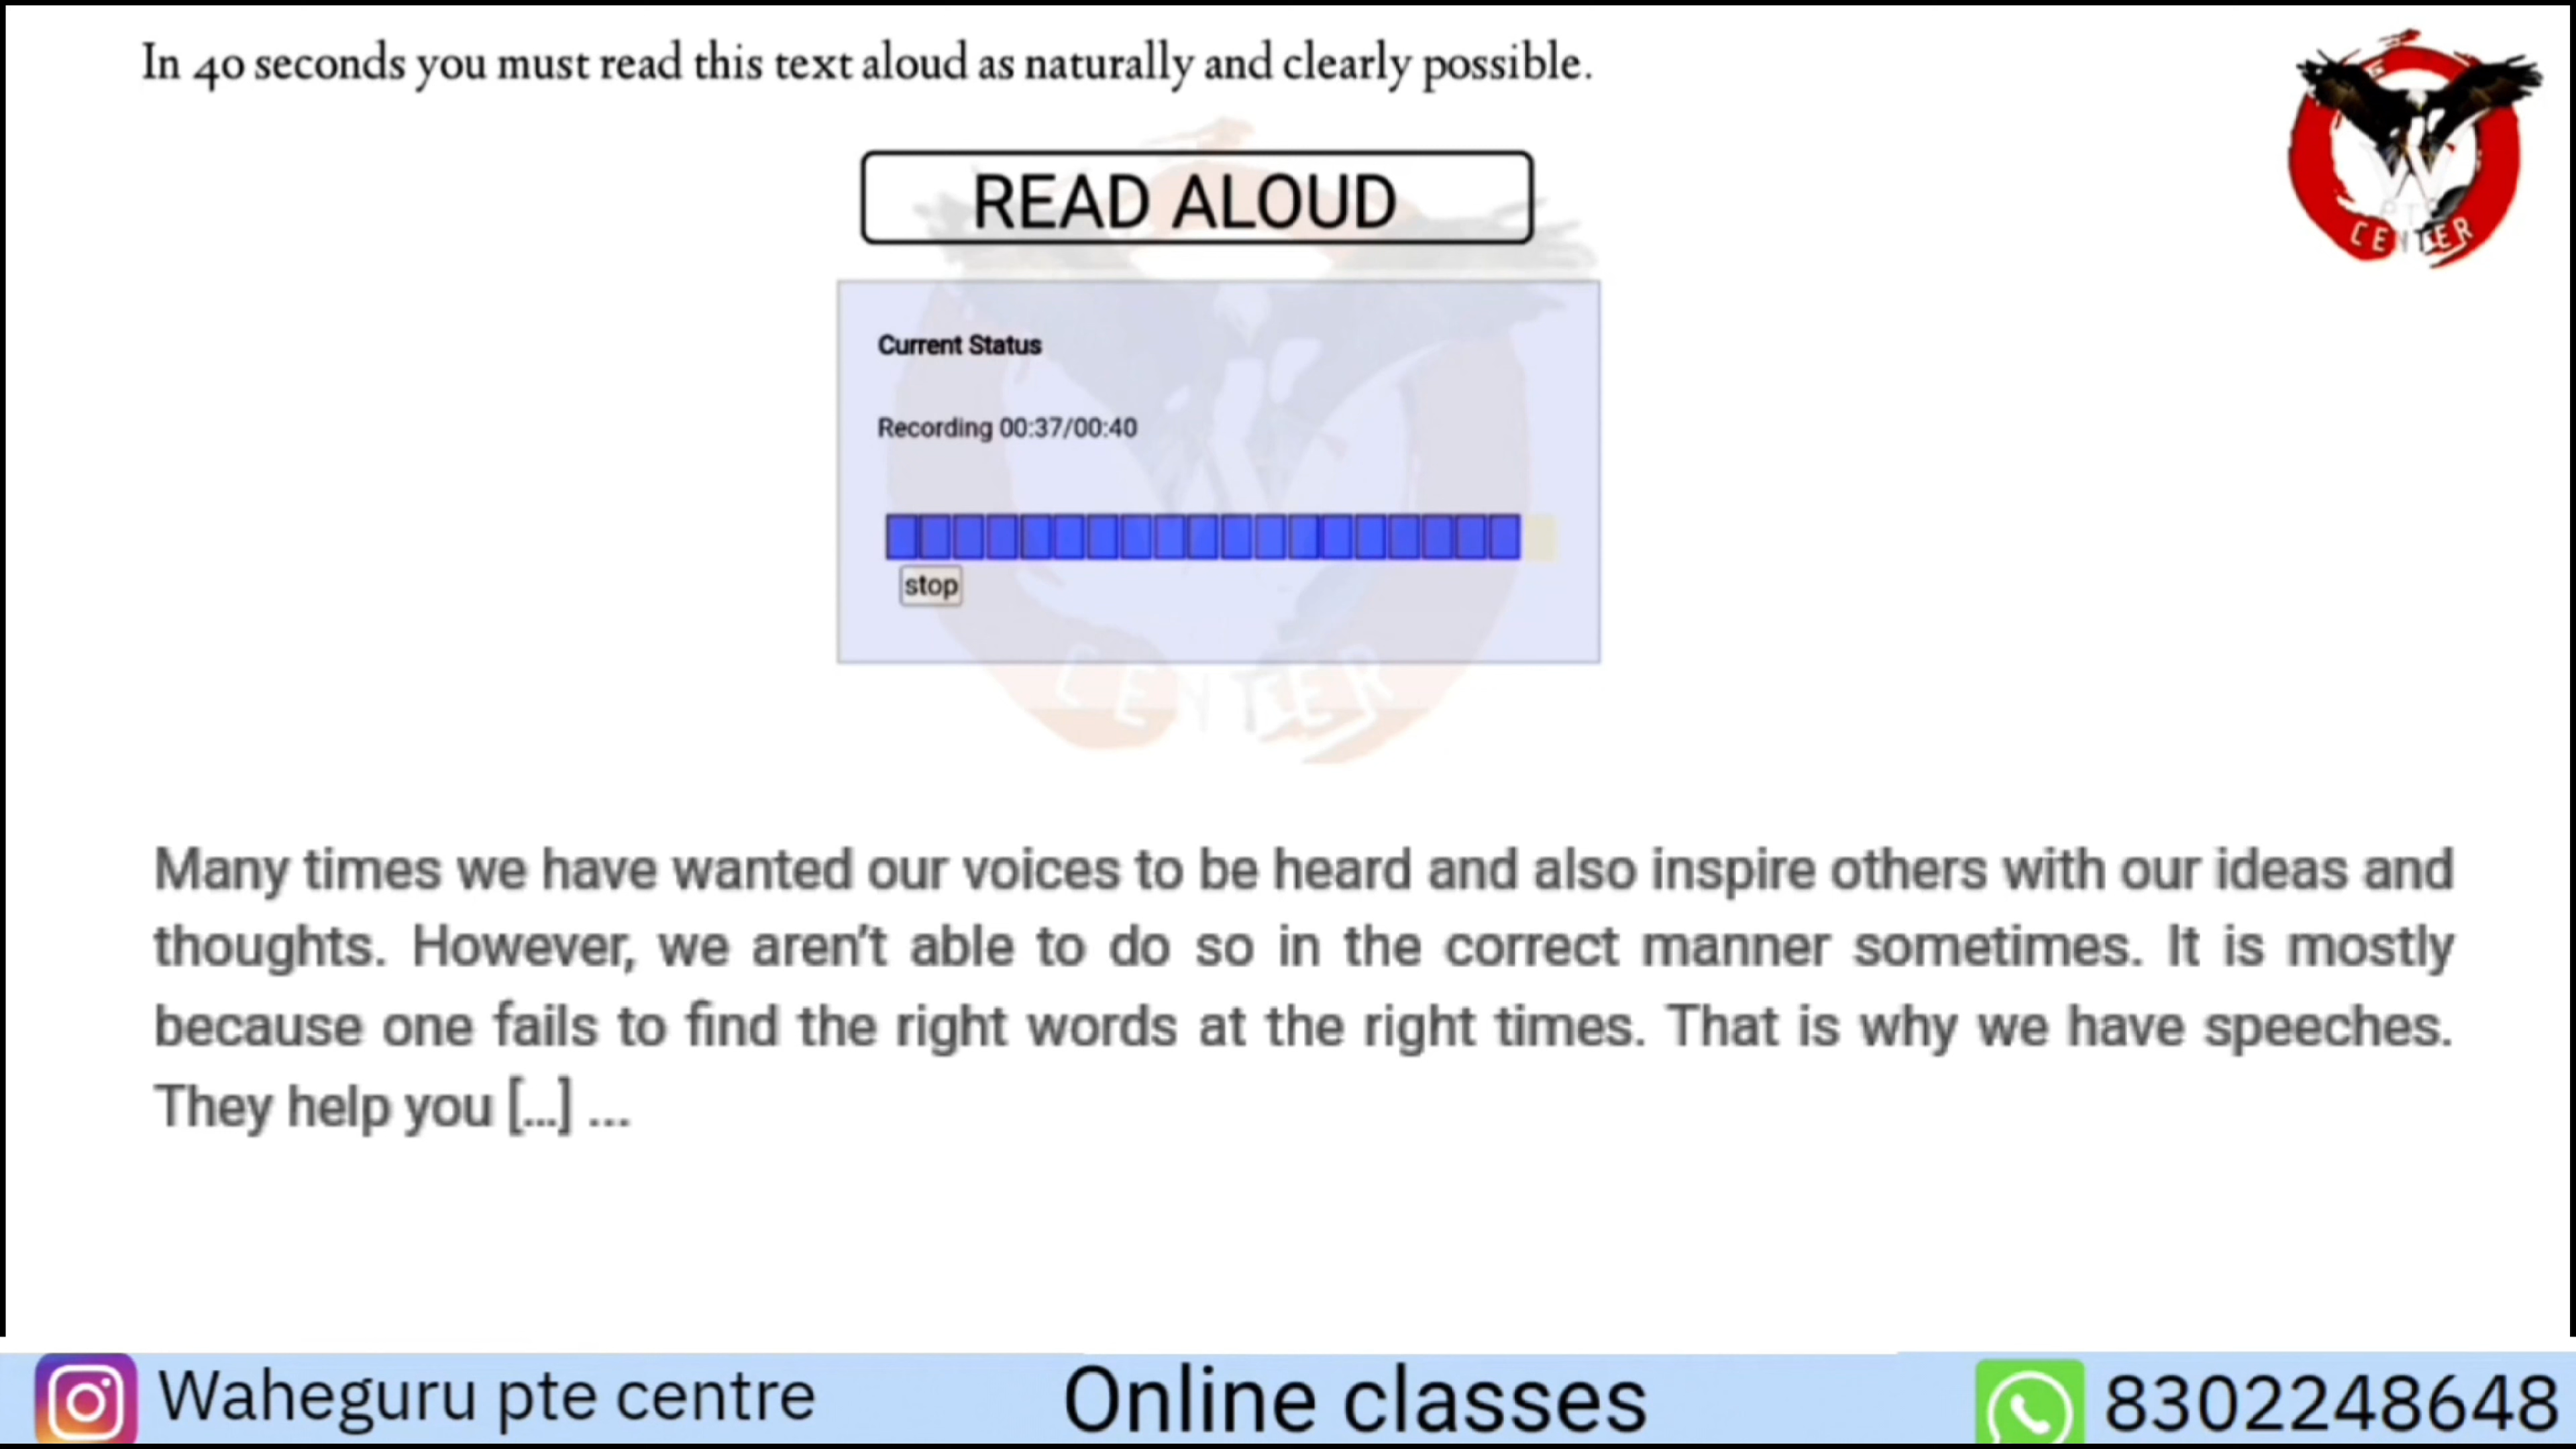 In 40 seconds you must read this text aloud as naturally and clearly possible.
READ ALOUD
CENTER
Current Status
Recording 00:37/00:40
stop
CENTER
Many times we have wanted our voices to be heard and also inspire others with our ideas and
thoughts. However, we aren’t able to do so in the correct manner sometimes. It is mostly
because one fails to find the right words at the right times. That is why we have speeches.
They help you [...] ...
Waheguru pte centre
Online classes
8302248648